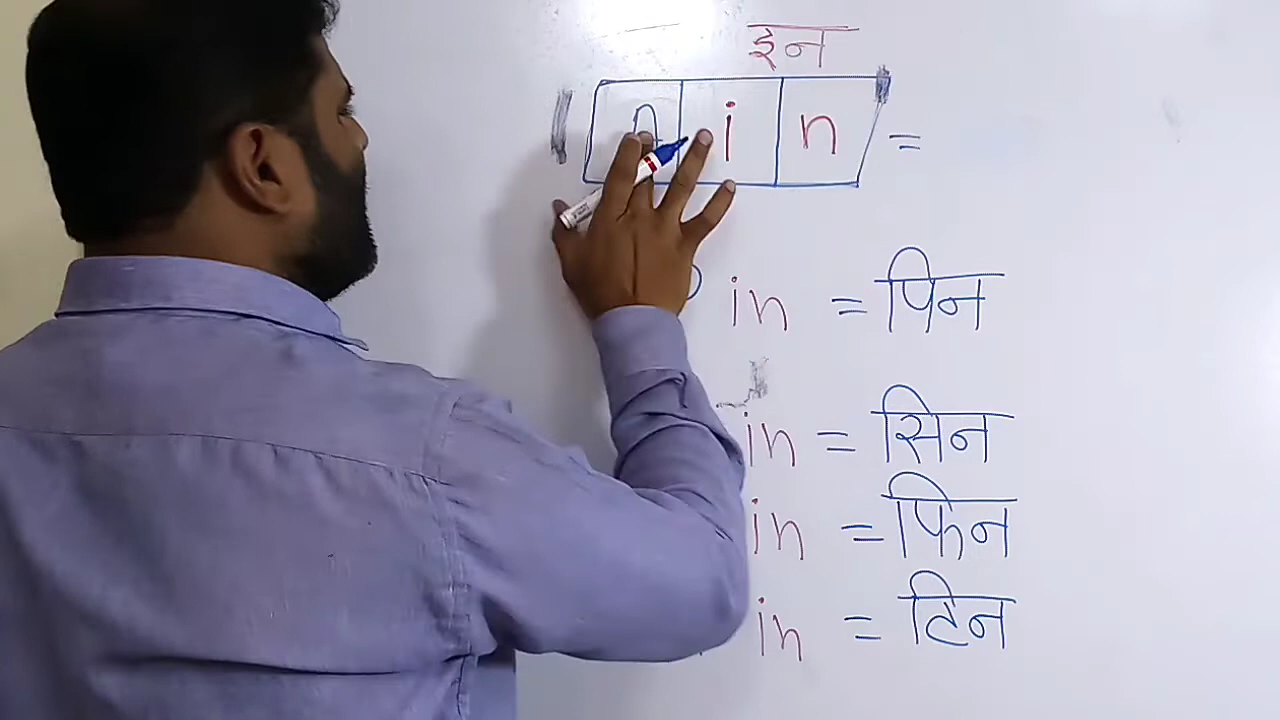 इन
i n =
in = पिन
in = सिन
in = फिन
in = टिन